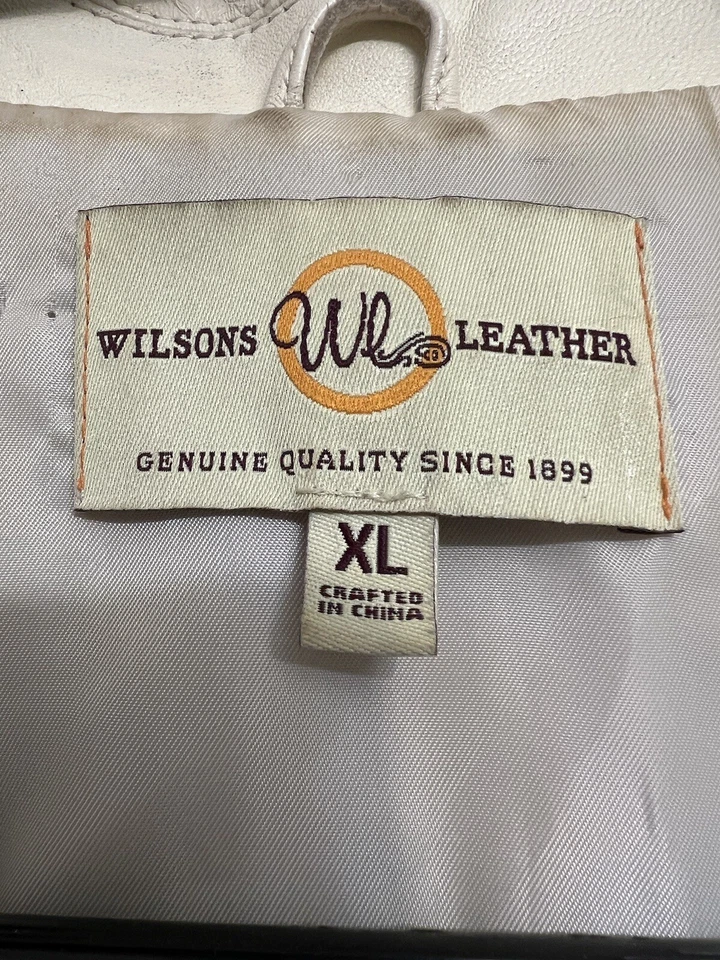 WILSONS Wl LEATHER
GENUINE QUALITY SINCE 1899
XL
CRAFTED
IN CHINA